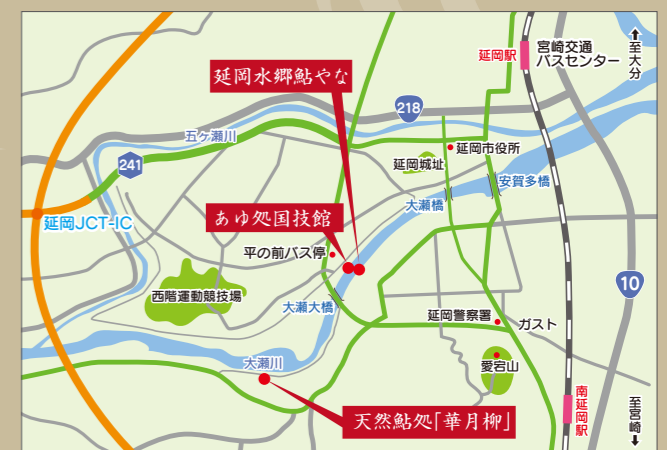 延岡駅
宮崎交通
バスセンター
↑至大分
延岡水郷鮎やな
218
五ヶ瀬川
延岡市役所
241
延岡城址
安賀多橋
大瀬橋
延岡JCT-IC
あゆ処国技館
平の前バス停
10
西階運動競技場
大瀬大橋
延岡警察署
ガスト
大瀬川
愛宕山
南延岡駅
至宮崎↓
天然鮎処「華月柳」